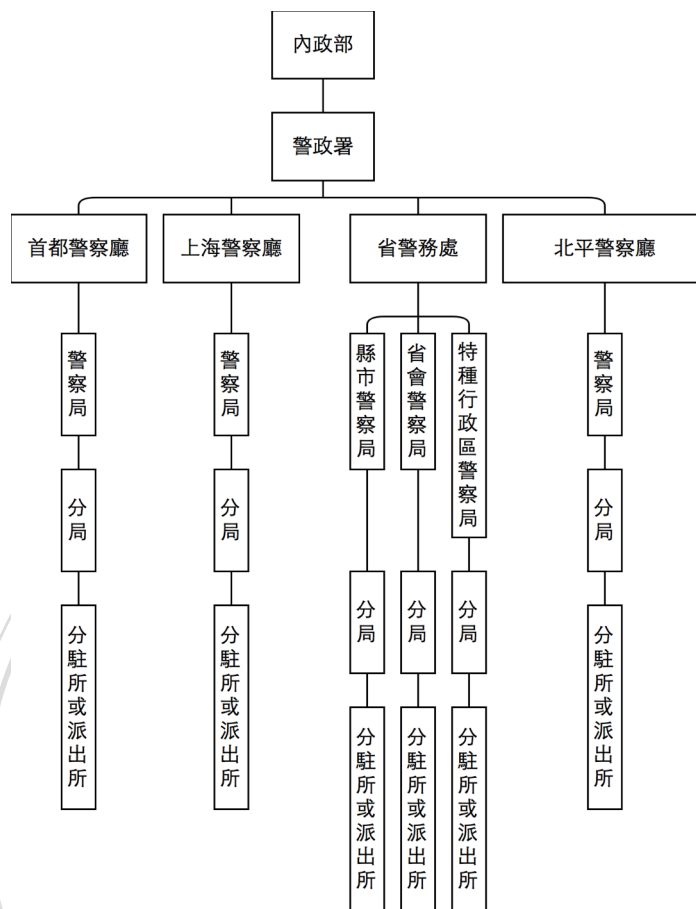 內政部
警政署
首都警察廳
上海警察廳
省警務處
北平警察廳
警察局
警察局
縣市警察局
省會警察局
特種行政區警察局
警察局
分局
分局
分局
分局
分局
分局
分駐所或派出所
分駐所或派出所
分駐所或派出所
分駐所或派出所
分駐所或派出所
分駐所或派出所